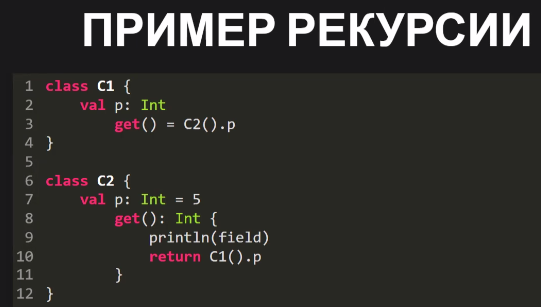 ПРИМЕР РЕКУРСИИ
1 class C1 {
2     val p: Int
3         get() = C2().p
4 }
5
6 class C2 {
7     val p: Int = 5
8         get(): Int {
9             println(field)
10             return C1().p
11         }
12 }